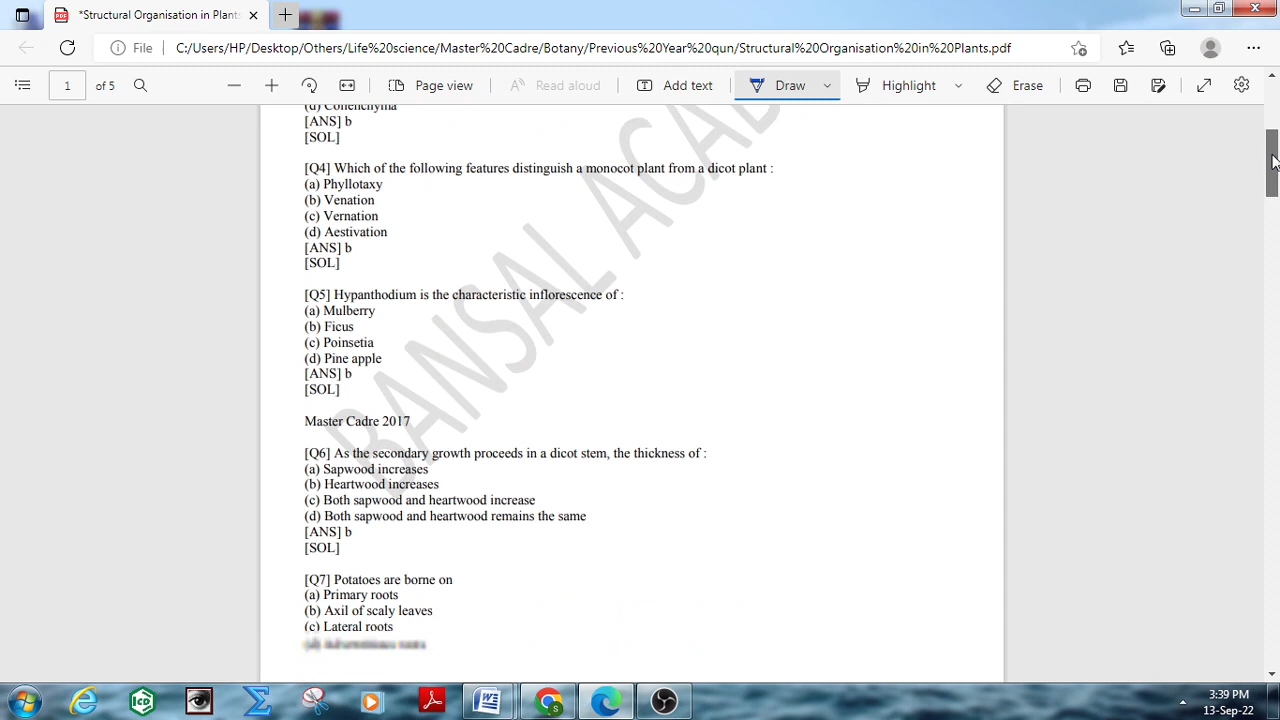 *Structural Organisation in Plants
File
C:/Users/HP/Desktop/Others/Life%20science/Master%20Cadre/Botany/Previous%20Year%20qun/Structural%20Organisation%20in%20Plants.pdf
1 of 5
Page view
Read aloud
Add text
Draw
Highlight
Erase
(d) Collenchyma
[ANS] b
[SOL]
[Q4] Which of the following features distinguish a monocot plant from a dicot plant :
(a) Phyllotaxy
(b) Venation
(c) Vernation
(d) Aestivation
[ANS] b
[SOL]
[Q5] Hypanthodium is the characteristic inflorescence of :
(a) Mulberry
(b) Ficus
(c) Poinsetia
(d) Pine apple
[ANS] b
[SOL]
Master Cadre 2017
[Q6] As the secondary growth proceeds in a dicot stem, the thickness of :
(a) Sapwood increases
(b) Heartwood increases
(c) Both sapwood and heartwood increase
(d) Both sapwood and heartwood remains the same
[ANS] b
[SOL]
[Q7] Potatoes are borne on
(a) Primary roots
(b) Axil of scaly leaves
(c) Lateral roots
BANSAL ACAD
3:39 PM
13-Sep-22